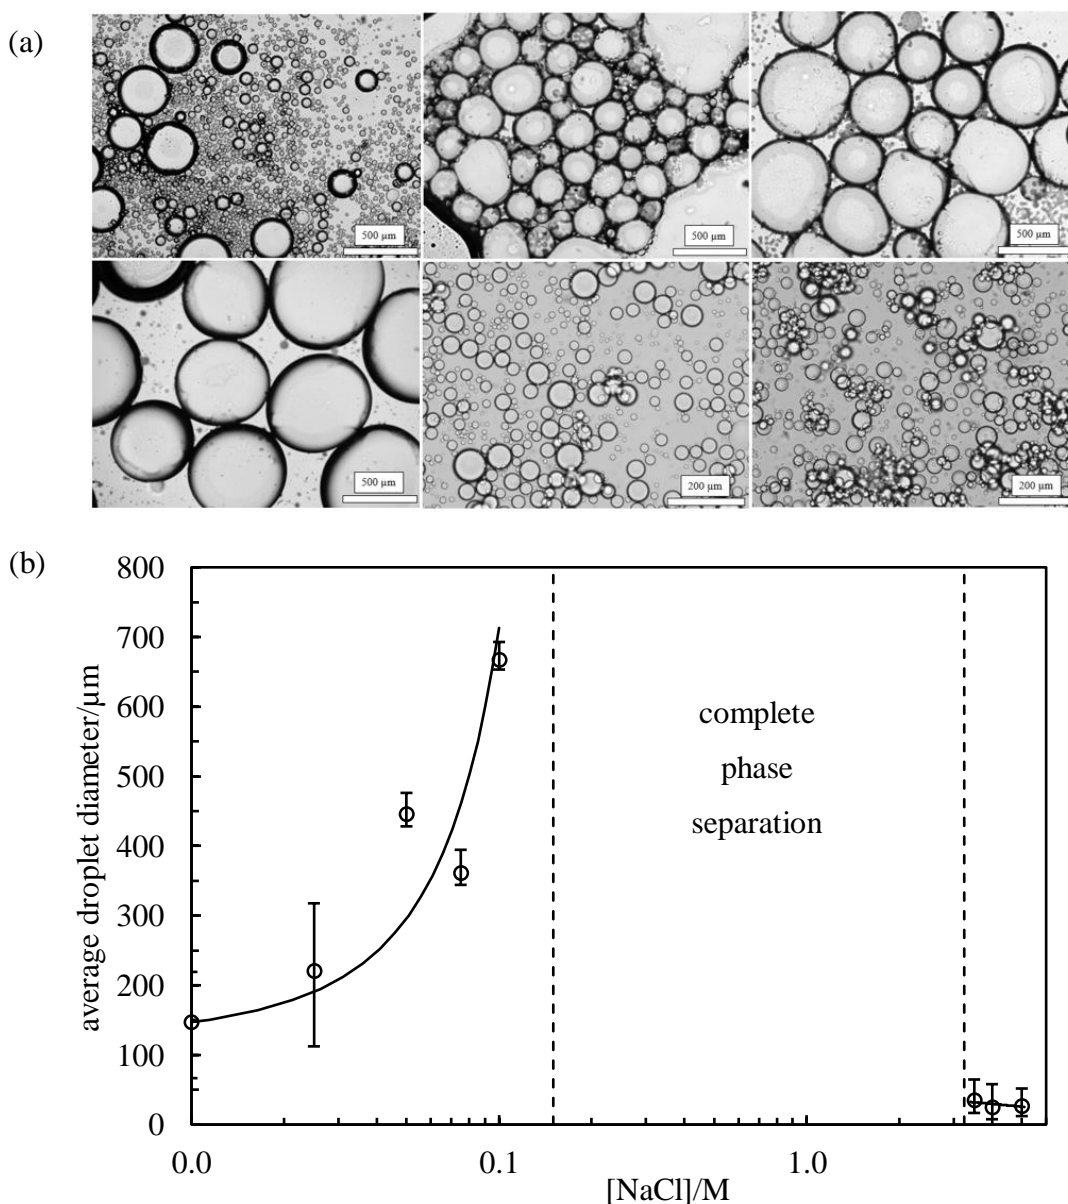 (a)
500 µm
500 µm
500 µm
500 µm
200 µm
200 µm
(b)
800
700
600
500
400
300
200
100
0
average droplet diameter/µm
complete
phase
separation
0.0
0.1
1.0
[NaCl]/M